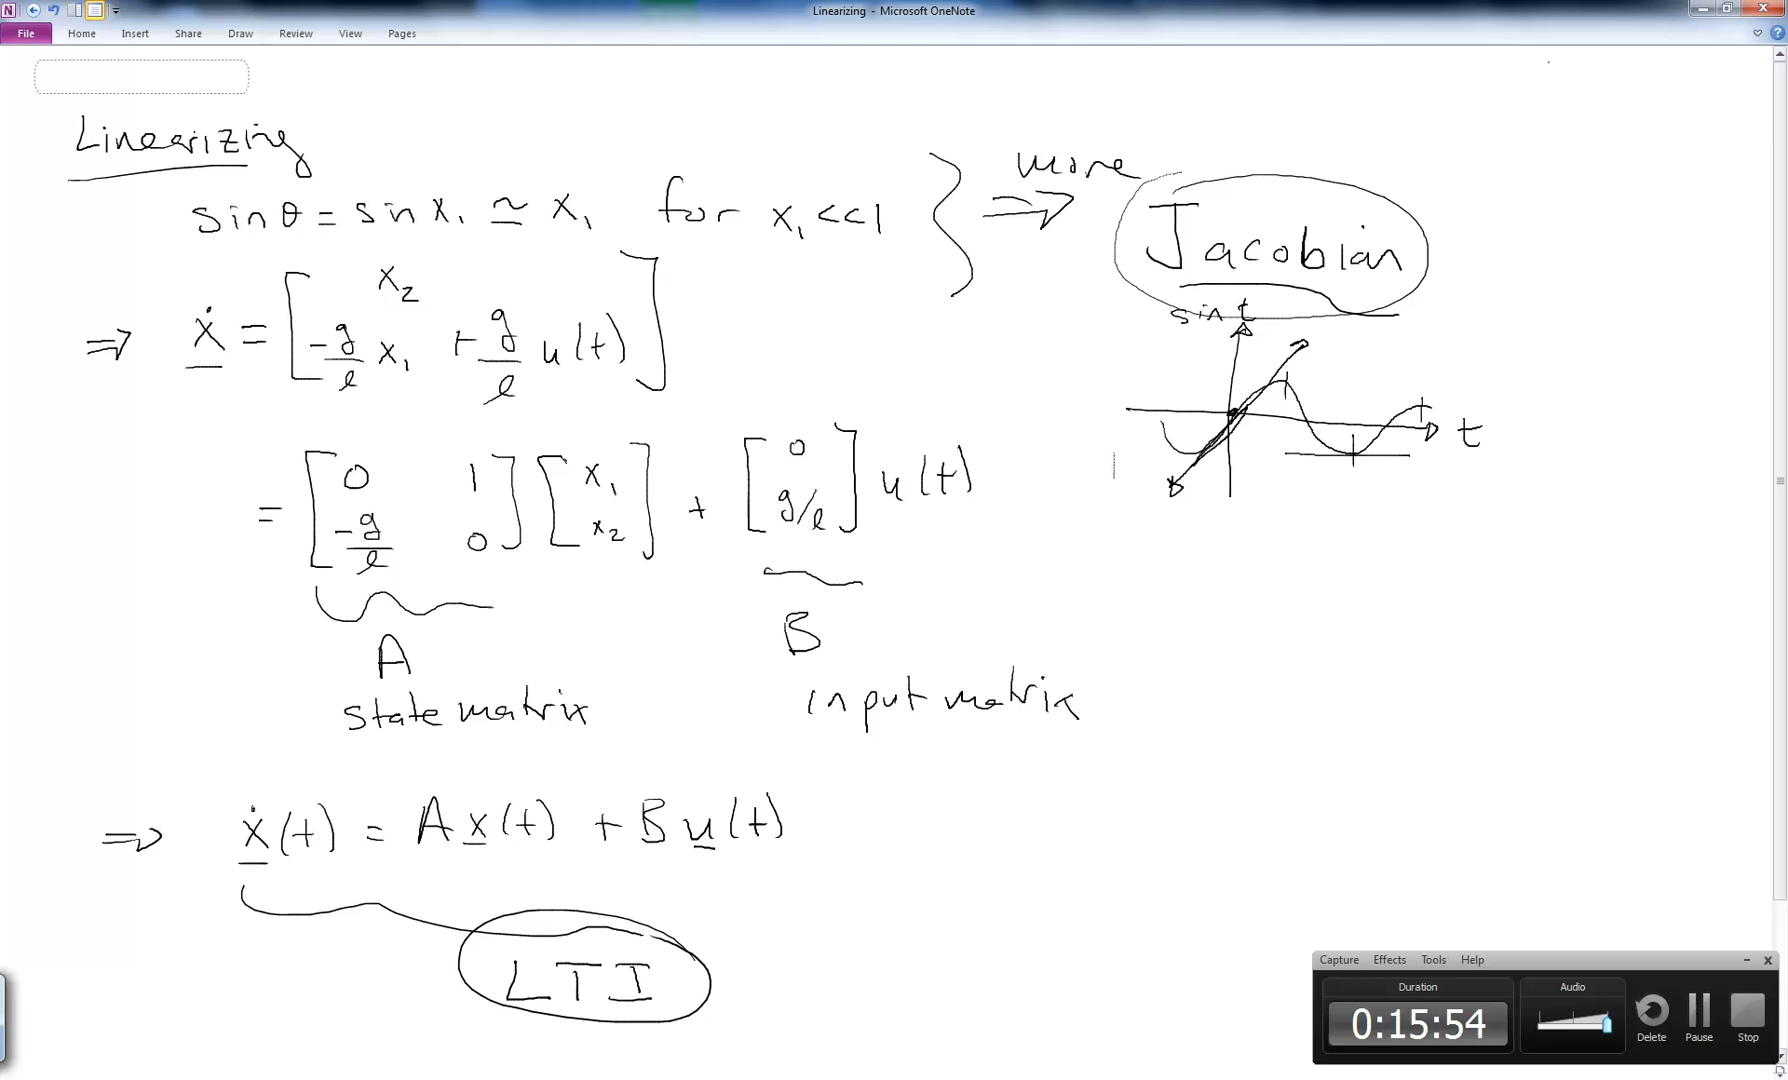 Linearizing - Microsoft OneNote
File Home Insert Share Draw Review View Pages
Linearizing
sin θ = sin x₁ ≃ x₁ for x₁ << 1
more
⇒
Jacobian
⇒ ẋ = [ x₂
-g/l x₁ + g/l u(t) ]
sin t
t
= [ 0 1
-g/l 0 ] [ x₁
x₂ ] + [ 0
g/l ] u(t)
A
state matrix
B
input matrix
⇒ ẋ(t) = A x(t) + B u(t)
LTI
Capture Effects Tools Help
Duration
0:15:54
Audio
Delete Pause Stop